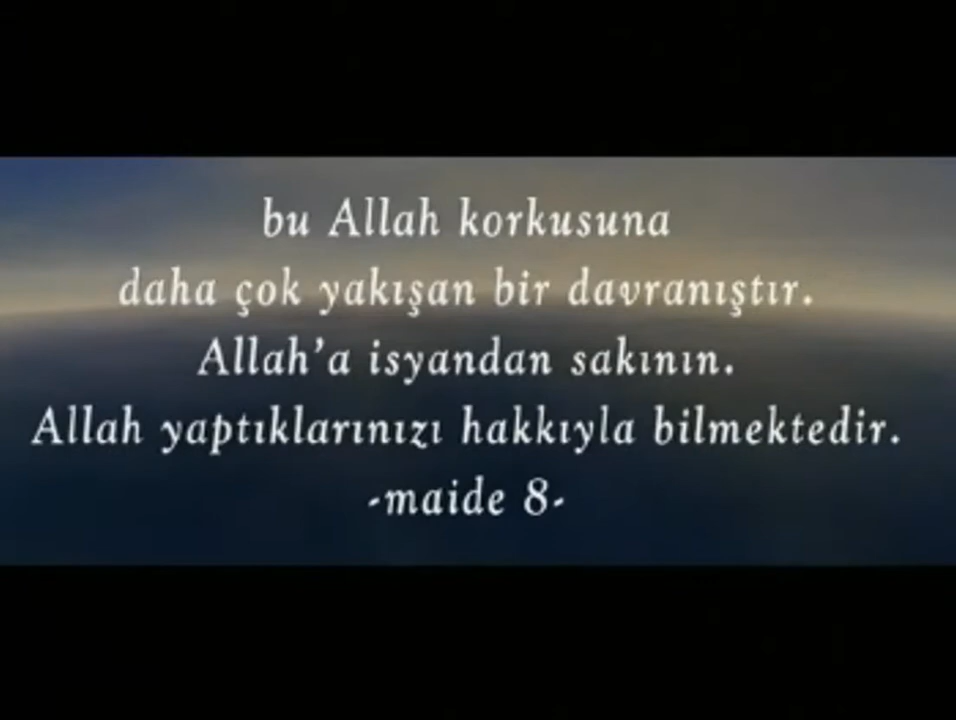 bu Allah korkusuna
daha çok yakışan bir davranıştır.
Allah'a isyandan sakının.
Allah yaptıklarınızı hakkıyla bilmektedir.
-maide 8-